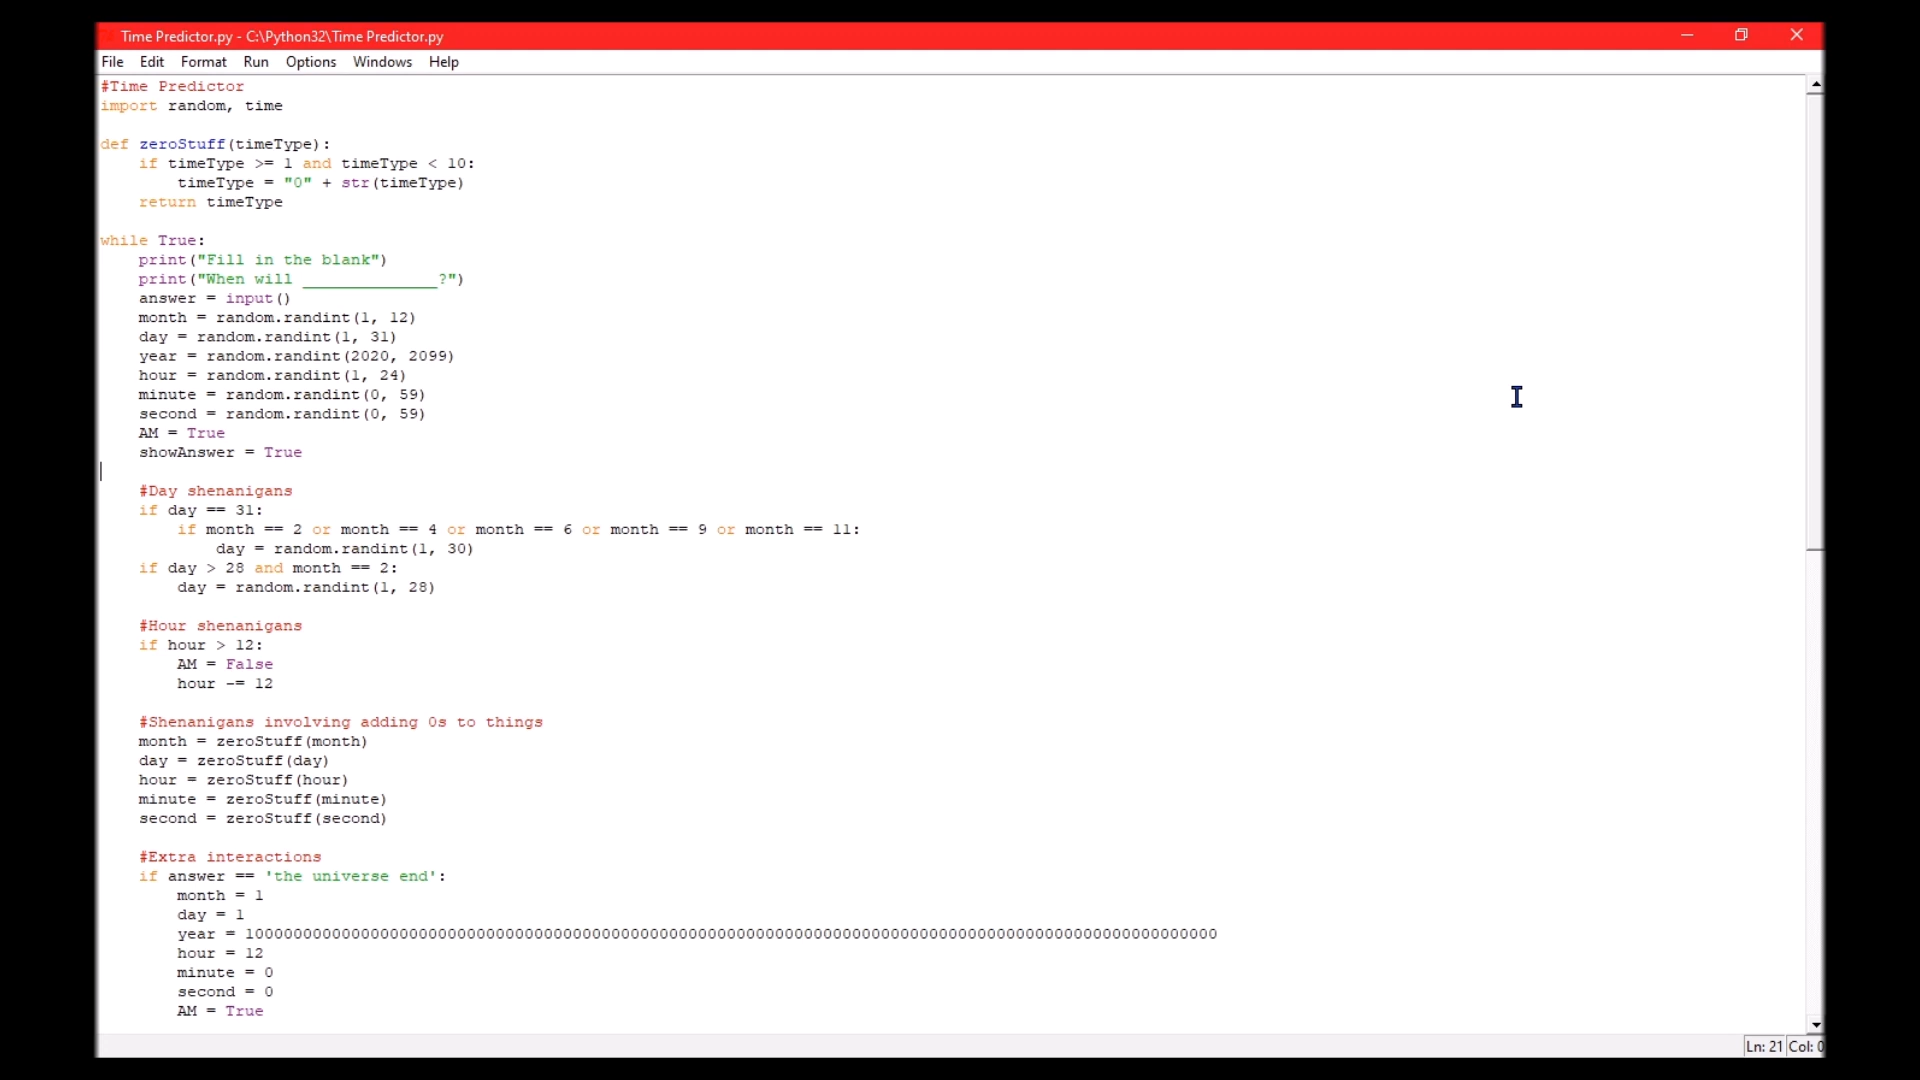 Time Predictor.py - C:\Python32\Time Predictor.py
File Edit Format Run Options Windows Help
#Time Predictor
import random, time
def zeroStuff(timeType):
    if timeType >= 1 and timeType < 10:
        timeType = "0" + str(timeType)
    return timeType
while True:
    print("Fill in the blank")
    print("When will ______________?")
    answer = input()
    month = random.randint(1, 12)
    day = random.randint(1, 31)
    year = random.randint(2020, 2099)
    hour = random.randint(1, 24)
    minute = random.randint(0, 59)
    second = random.randint(0, 59)
    AM = True
    showAnswer = True
    #Day shenanigans
    if day == 31:
        if month == 2 or month == 4 or month == 6 or month == 9 or month == 11:
            day = random.randint(1, 30)
    if day > 28 and month == 2:
        day = random.randint(1, 28)
    #Hour shenanigans
    if hour > 12:
        AM = False
        hour -= 12
    #Shenanigans involving adding 0s to things
    month = zeroStuff(month)
    day = zeroStuff(day)
    hour = zeroStuff(hour)
    minute = zeroStuff(minute)
    second = zeroStuff(second)
    #Extra interactions
    if answer == 'the universe end':
        month = 1
        day = 1
        year = 10000000000000000000000000000000000000000000000000000000000000000000000000000000000000000000000000000
        hour = 12
        minute = 0
        second = 0
        AM = True
Ln: 21 Col: 0